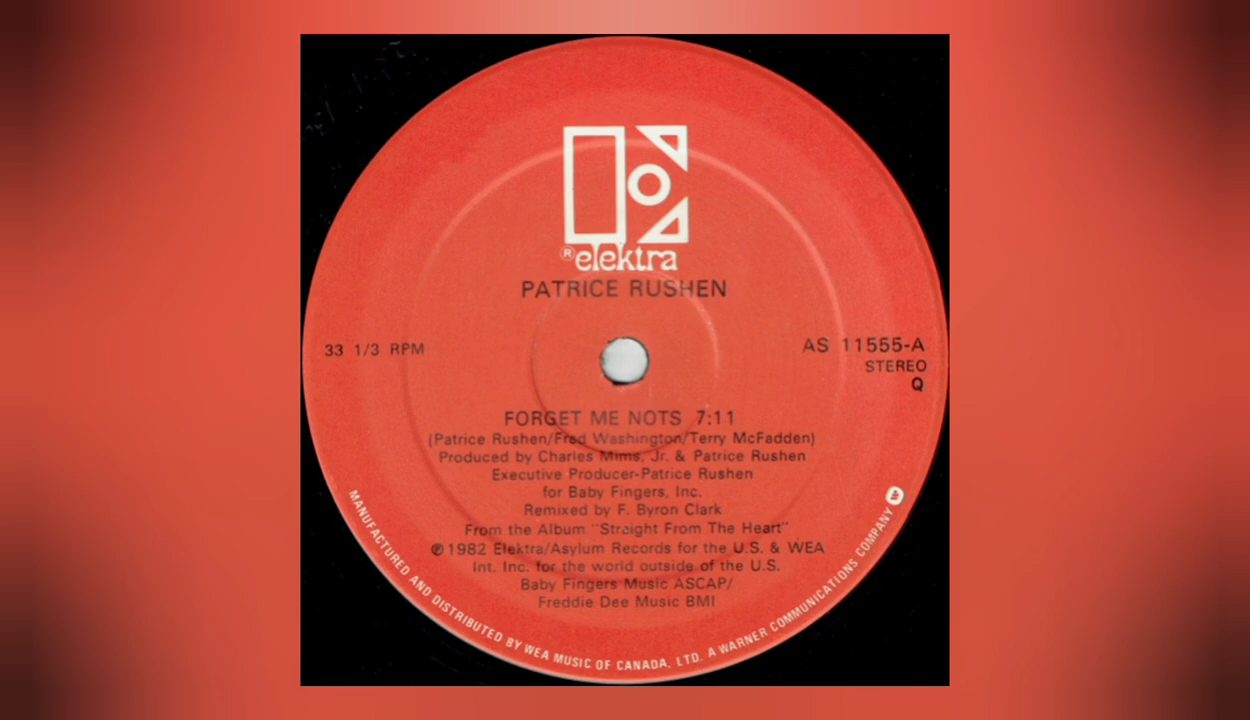 ® elektra
PATRICE RUSHEN
33 1/3 RPM
AS 11555-A
STEREO
Q
FORGET ME NOTS 7:11
(Patrice Rushen/Fred Washington/Terry McFadden)
Produced by Charles Mims, Jr. & Patrice Rushen
Executive Producer-Patrice Rushen
for Baby Fingers, Inc.
Remixed by F. Byron Clark
From the Album "Straight From The Heart"
℗1982 Elektra/Asylum Records for the U.S. & WEA
Int. Inc. for the world outside of the U.S.
Baby Fingers Music ASCAP/
Freddie Dee Music BMI
MANUFACTURED AND DISTRIBUTED BY WEA MUSIC OF CANADA, LTD. A WARNER COMMUNICATIONS COMPANY